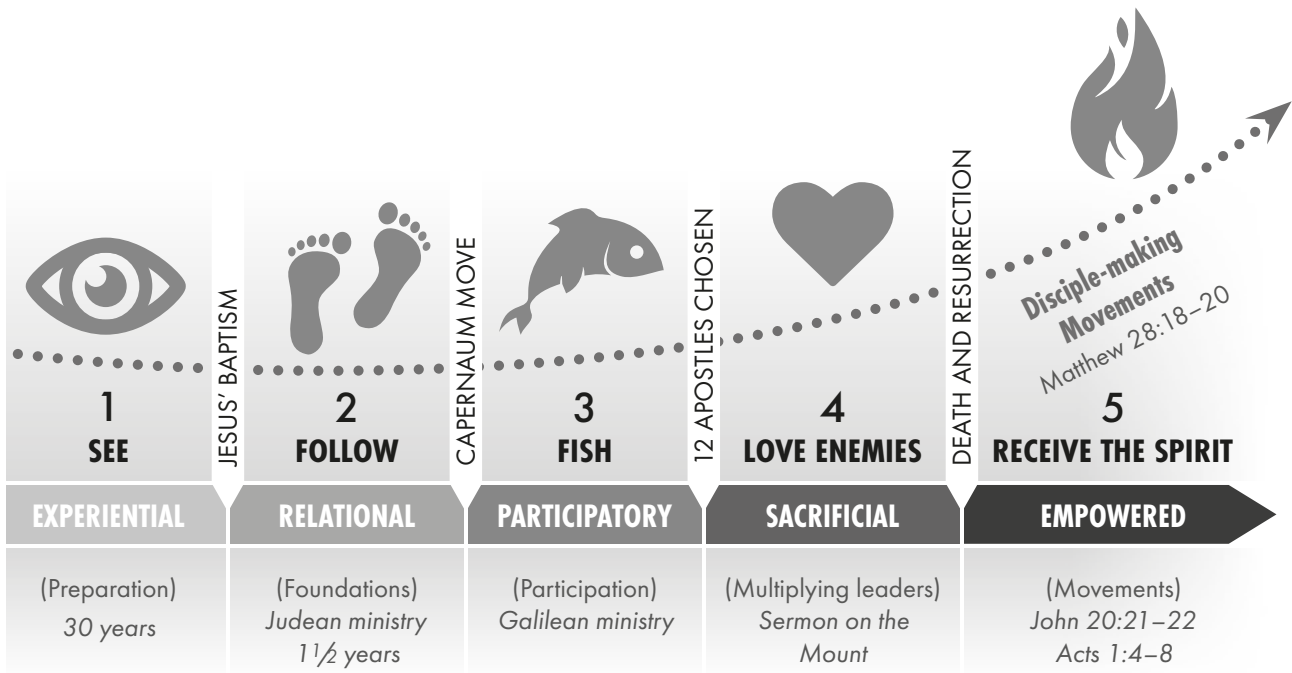 1
SEE
EXPERIENTIAL
(Preparation)
30 years
JESUS' BAPTISM
2
FOLLOW
RELATIONAL
(Foundations)
Judean ministry
1½ years
CAPERNAUM MOVE
3
FISH
PARTICIPATORY
(Participation)
Galilean ministry
12 APOSTLES CHOSEN
4
LOVE ENEMIES
SACRIFICIAL
(Multiplying leaders)
Sermon on the
Mount
DEATH AND RESURRECTION
Disciple-making
Movements
Matthew 28:18–20
5
RECEIVE THE SPIRIT
EMPOWERED
(Movements)
John 20:21–22
Acts 1:4–8